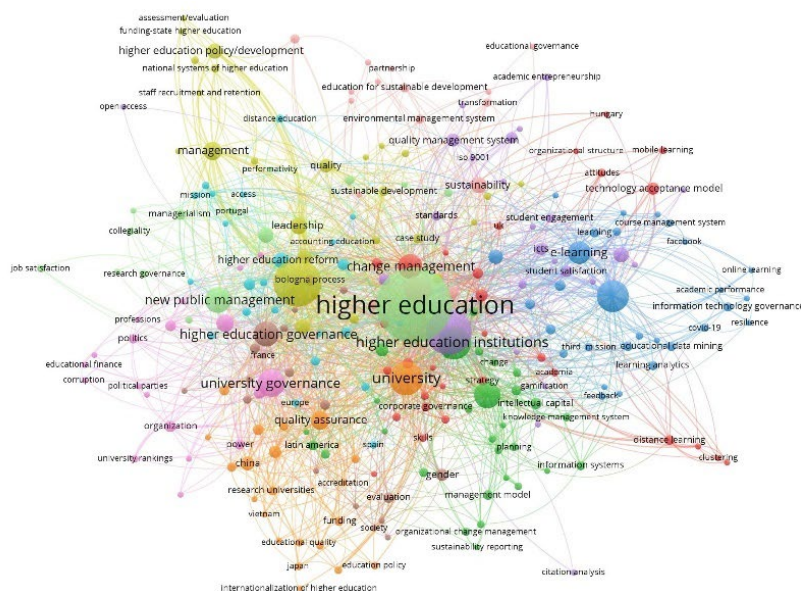 assessment/evaluation
funding-state higher education
higher education policy/development
national systems of higher education
staff recruitment and retention
open access
distance education
management
performativity
partnership
education for sustainable development
environmental management system
educational governance
academic entrepreneurship
transformation
quality management system
iso 9001
hungary
organizational structure
mobile learning
attitudes
technology acceptance model
quality
sustainable development
sustainability
mission
access
managerialism
portugal
collegiality
leadership
accounting education
standards
case study
uk
student engagement
learning
course management system
icts
e-learning
facebook
student satisfaction
online learning
job satisfaction
research governance
higher education reform
bologna process
change management
academic performance
information technology governance
resilience
covid-19
new public management
higher education
professions
politics
higher education governance
higher education institutions
third mission
educational data mining
learning analytics
france
educational finance
corruption
political parties
university governance
university
change
academia
strategy
gamification
feedback
intellectual capital
europe
corporate governance
knowledge management system
organization
quality assurance
university rankings
power
latin america
spain
skills
planning
distance learning
clustering
china
research universities
accreditation
gender
information systems
evaluation
management model
vietnam
funding
society
organizational change management
sustainability reporting
educational quality
japan
education policy
internationalization of higher education
citation analysis